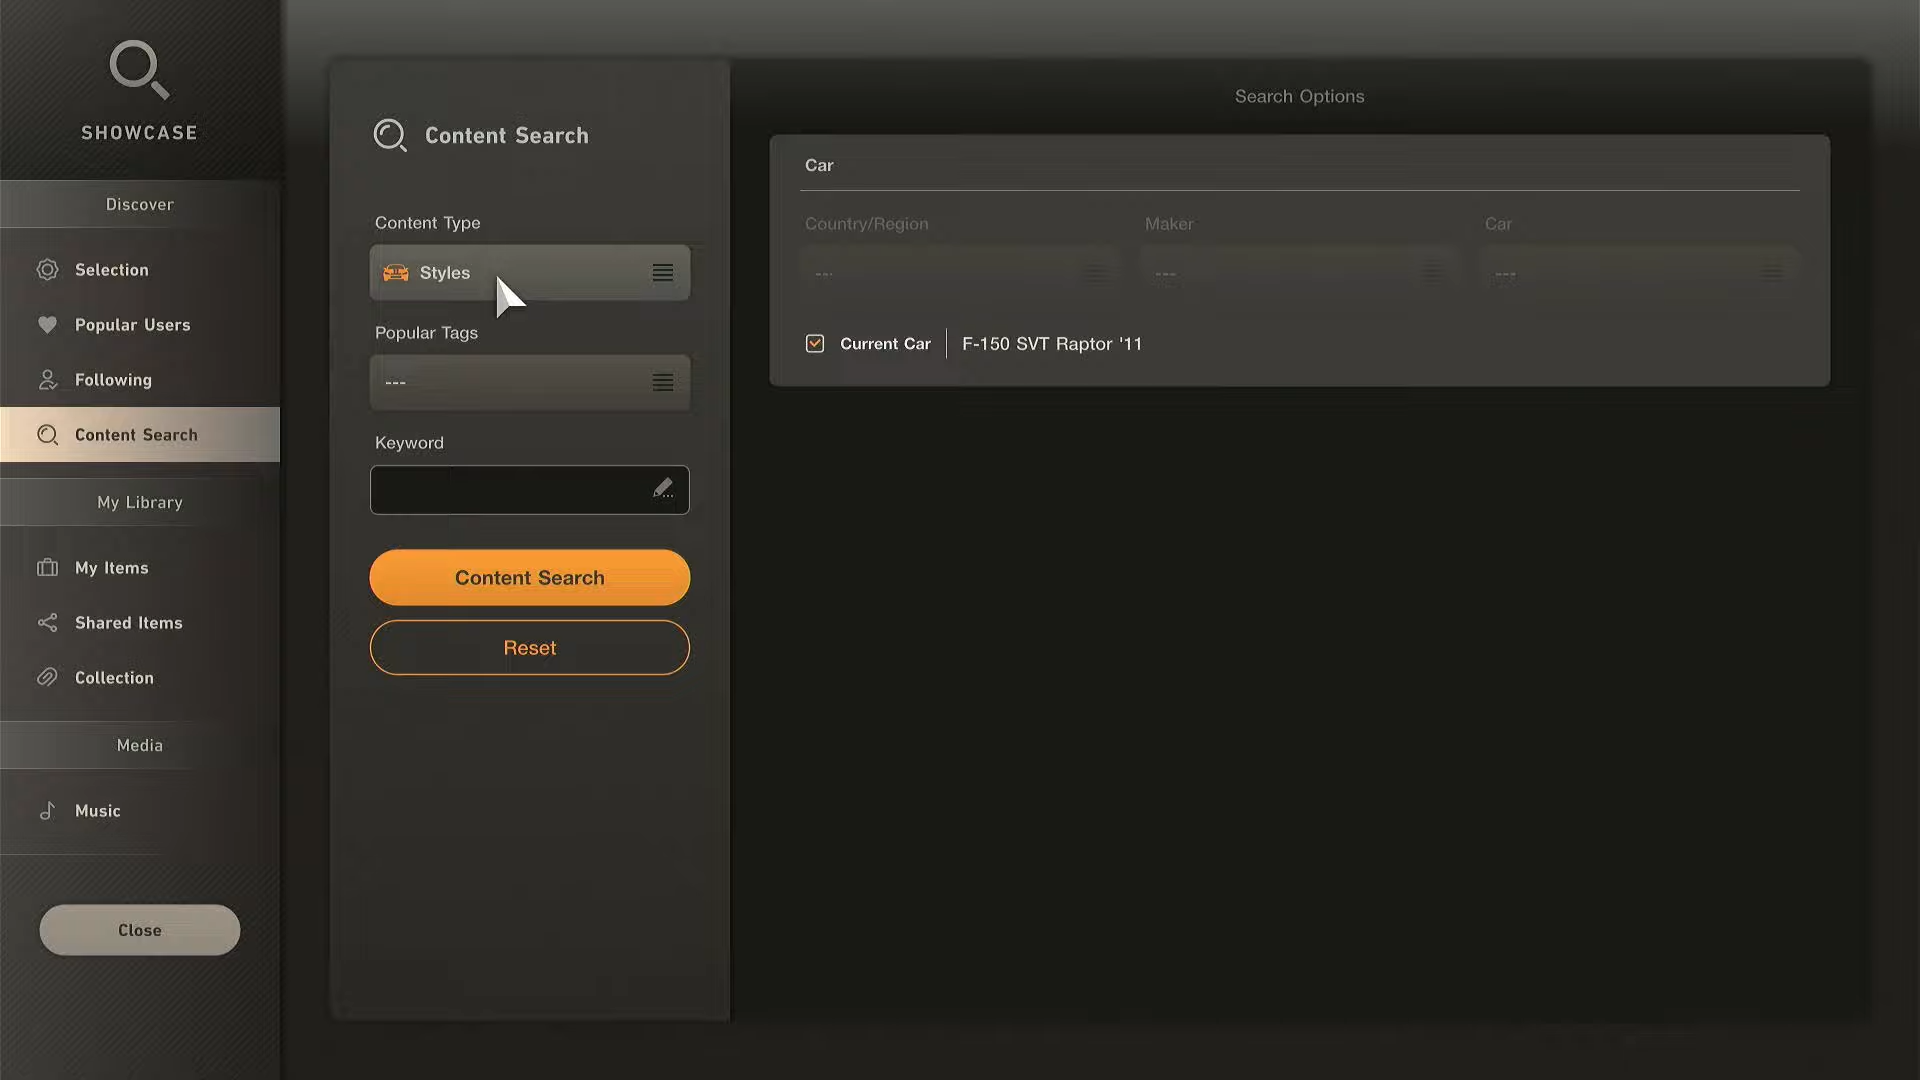 SHOWCASE
Discover
Selection
Popular Users
Following
Content Search
My Library
My Items
Shared Items
Collection
Media
Music
Close
Content Search
Content Type
Styles
Popular Tags
---
Keyword
Content Search
Reset
Search Options
Car
Country/Region Maker Car
--- --- ---
Current Car F-150 SVT Raptor '11